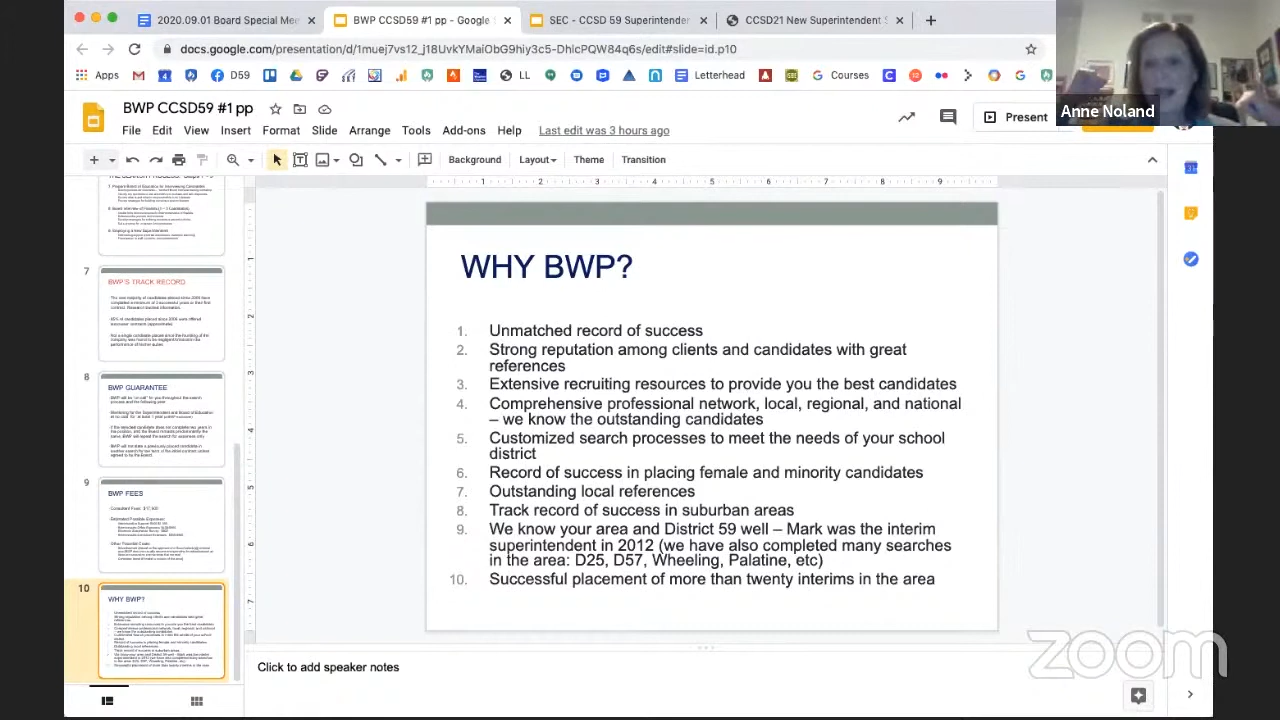 2020.09.01 Board Special Me
BWP CCSD59 #1 pp - Google
SEC - CCSD 59 Superintender
CCSD21 New Superintendent S
docs.google.com/presentation/d/1muej7vs12_j18UvkYMaiObGShiy3c5-DhlcPQW84q6s/edit#slide=id.p10
Apps
D59
LL
Letterhead
Courses
Anne Noland
BWP CCSD59 #1 pp
File Edit View Insert Format Slide Arrange Tools Add-ons Help Last edit was 3 hours ago
Present
Background Layout Theme Transition
7
BWP'S TRACK RECORD
8
BWP GUARANTEE
9
BWP FEES
10
WHY BWP?
WHY BWP?
1. Unmatched record of success
2. Strong reputation among clients and candidates with great
references
3. Extensive recruiting resources to provide you the best candidates
4. Comprehensive professional network, local, regional, and national
– we know the outstanding candidates
5. Customized search processes to meet the needs of your school
district
6. Record of success in placing female and minority candidates
7. Outstanding local references
8. Track record of success in suburban areas
9. We know the area and District 59 well – Mark was the interim
superintendent in 2012 (we have also completed many searches
in the area: D25, D57, Wheeling, Palatine, etc)
10. Successful placement of more than twenty interims in the area
Click to add speaker notes
zoom